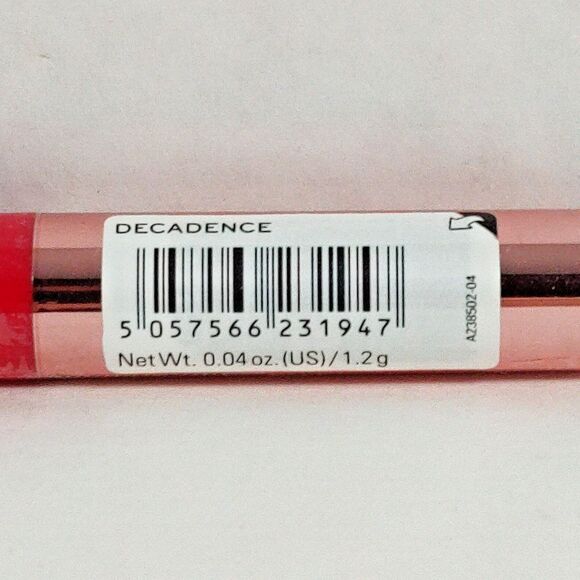 DECADENCE
5 057566 231947
Net Wt. 0.04 oz. (US) / 1.2 g
A238502-04